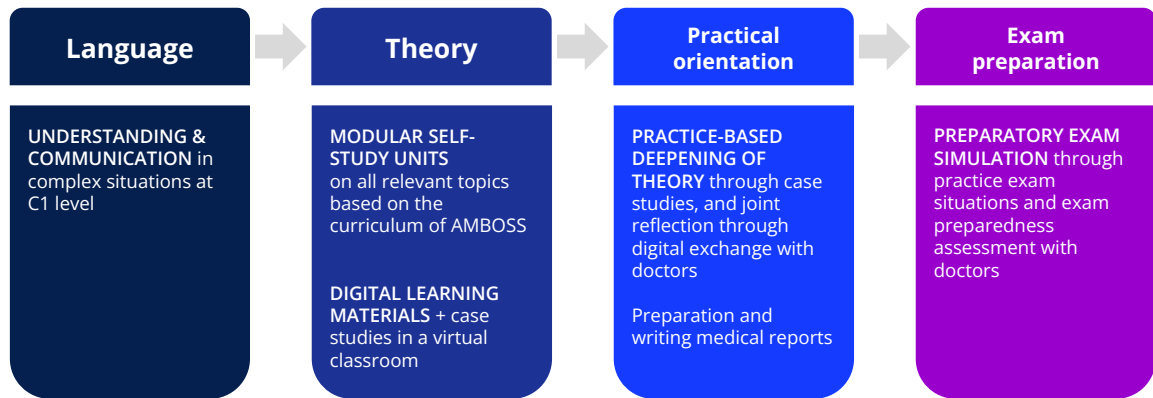 Language
Theory
Practical
orientation
Exam
preparation
UNDERSTANDING &
COMMUNICATION in
complex situations at
C1 level
MODULAR SELF-
STUDY UNITS
on all relevant topics
based on the
curriculum of AMBOSS
DIGITAL LEARNING
MATERIALS + case
studies in a virtual
classroom
PRACTICE-BASED
DEEPENING OF
THEORY through case
studies, and joint
reflection through
digital exchange with
doctors
Preparation and
writing medical reports
PREPARATORY EXAM
SIMULATION through
practice exam
situations and exam
preparedness
assessment with
doctors